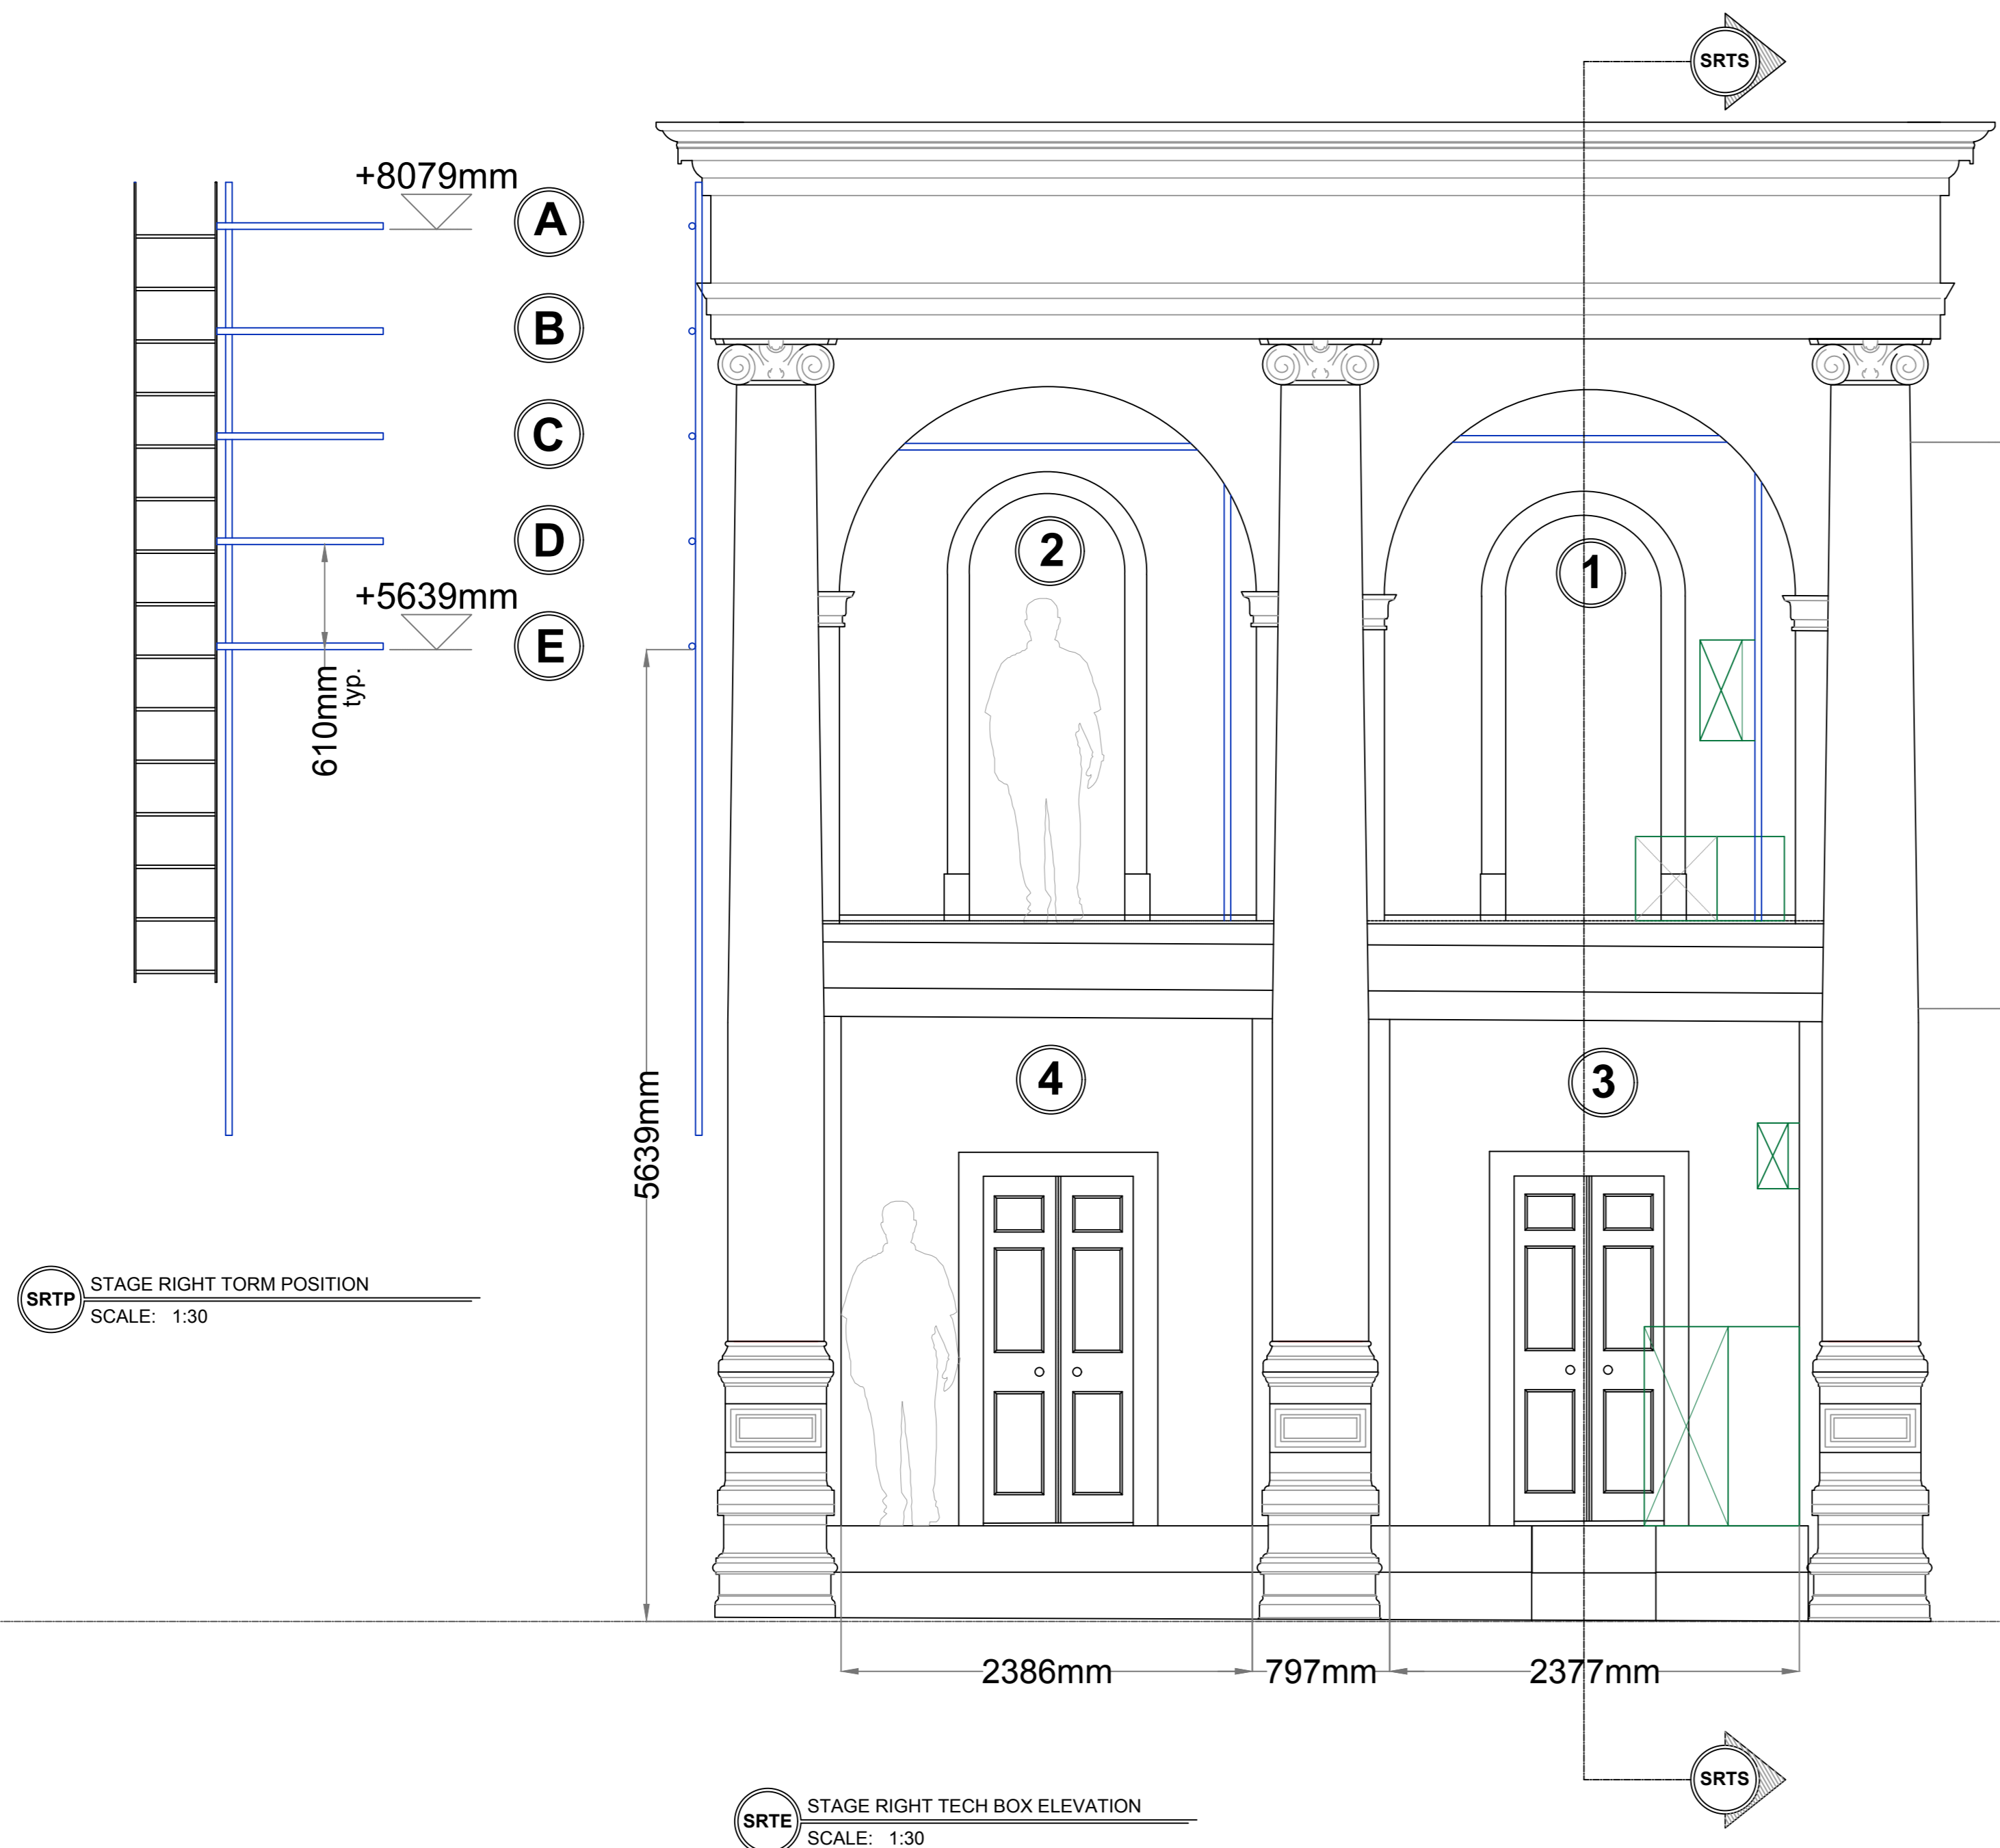 SRTS
+8079mm
A
B
C
D
+5639mm
E
610mm
typ.
2
1
5639mm
4
3
SRTP
STAGE RIGHT TORM POSITION
SCALE: 1:30
2386mm
797mm
2377mm
SRTS
SRTE
STAGE RIGHT TECH BOX ELEVATION
SCALE: 1:30